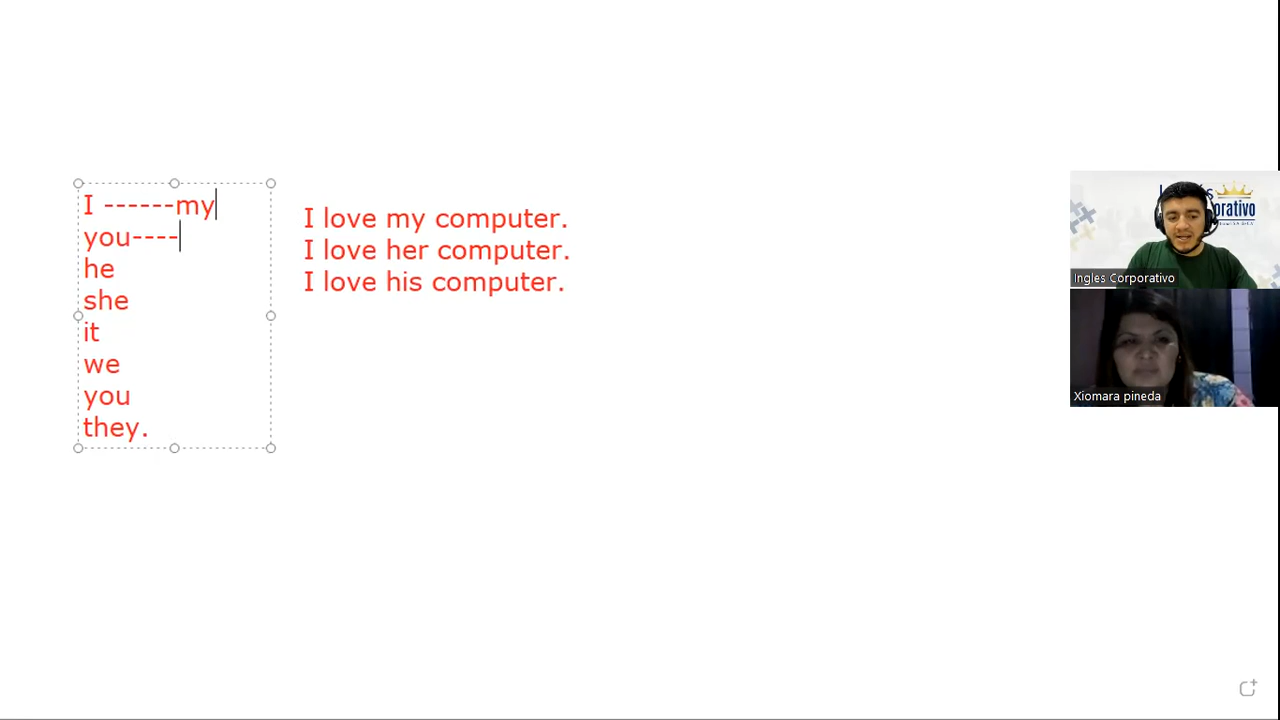 I ------my
you----
he
she
it
we
you
they.
I love my computer.
I love her computer.
I love his computer.
Ingles Corporativo
Xiomara pineda